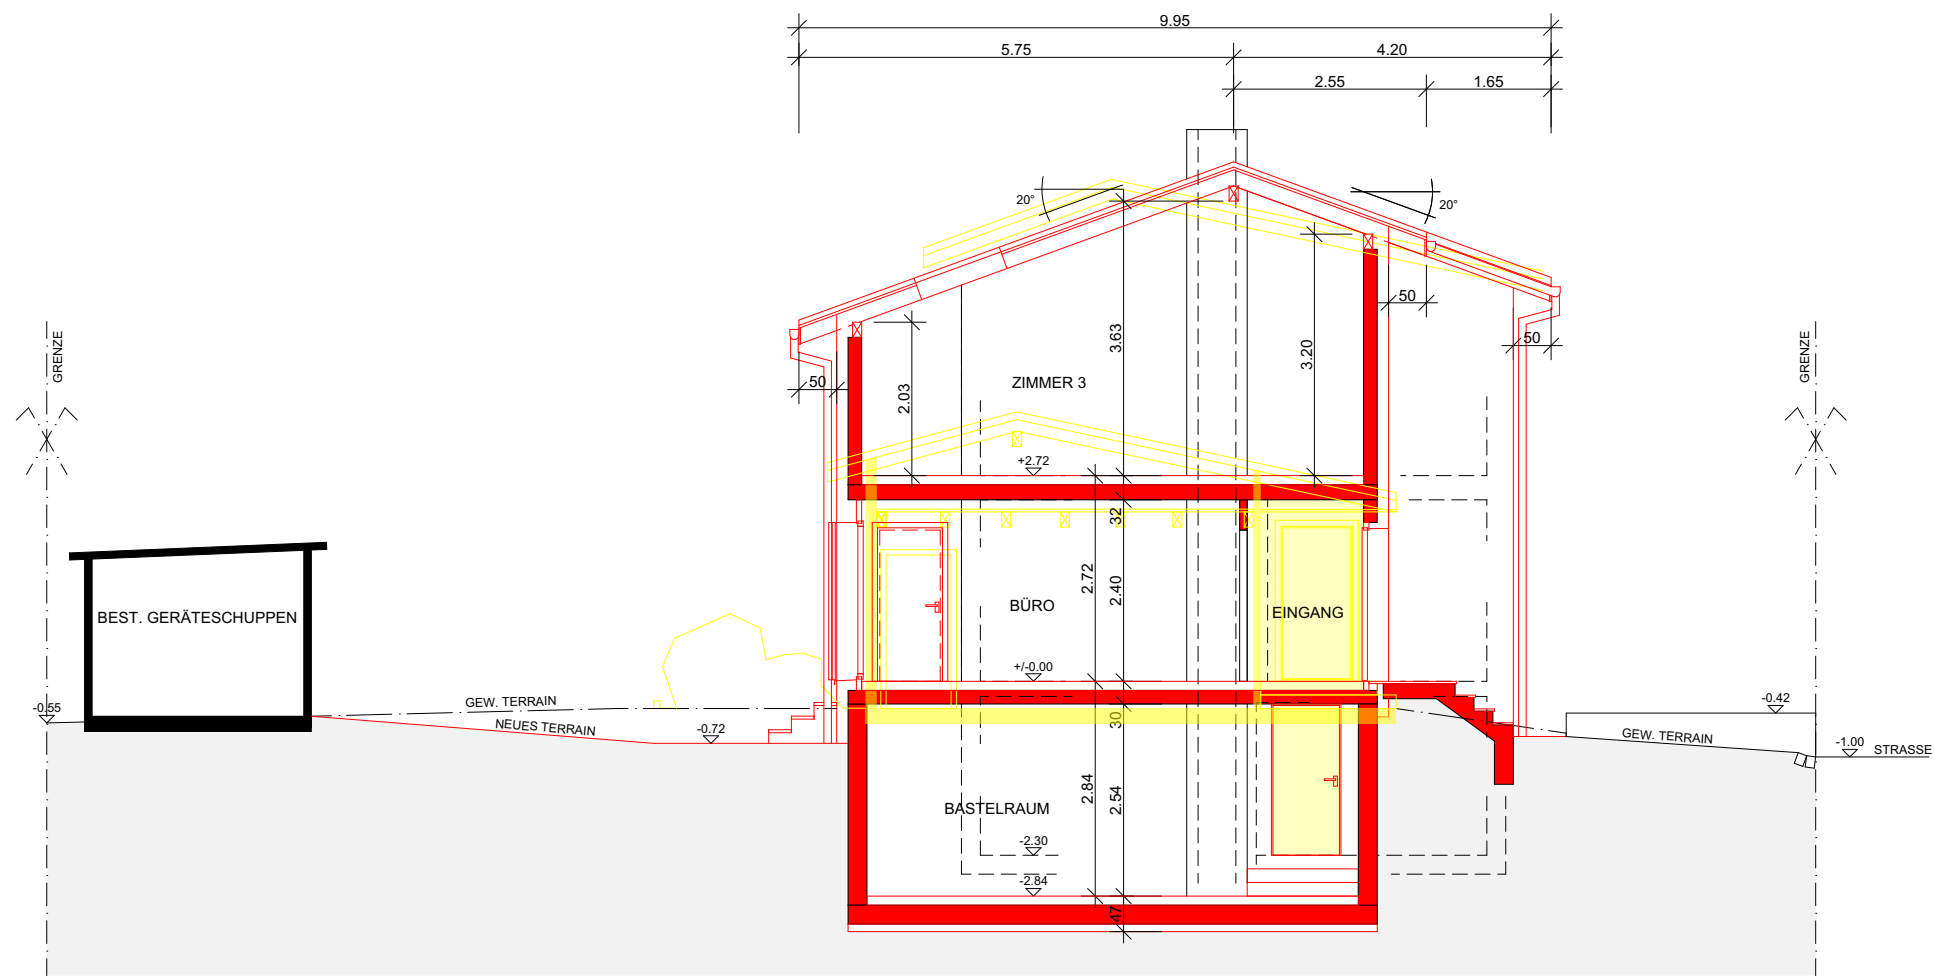 9.95
5.75
4.20
2.55
1.65
20°
20°
50
50
50
3.63
3.20
2.03
GRENZE
GRENZE
ZIMMER 3
+2.72
32
2.72
2.40
BÜRO
EINGANG
BEST. GERÄTESCHUPPEN
+/-0.00
GEW. TERRAIN
-0.55
NEUES TERRAIN
-0.72
30
-0.42
GEW. TERRAIN
-1.00
STRASSE
2.84
2.54
BASTELRAUM
-2.30
-2.84
47